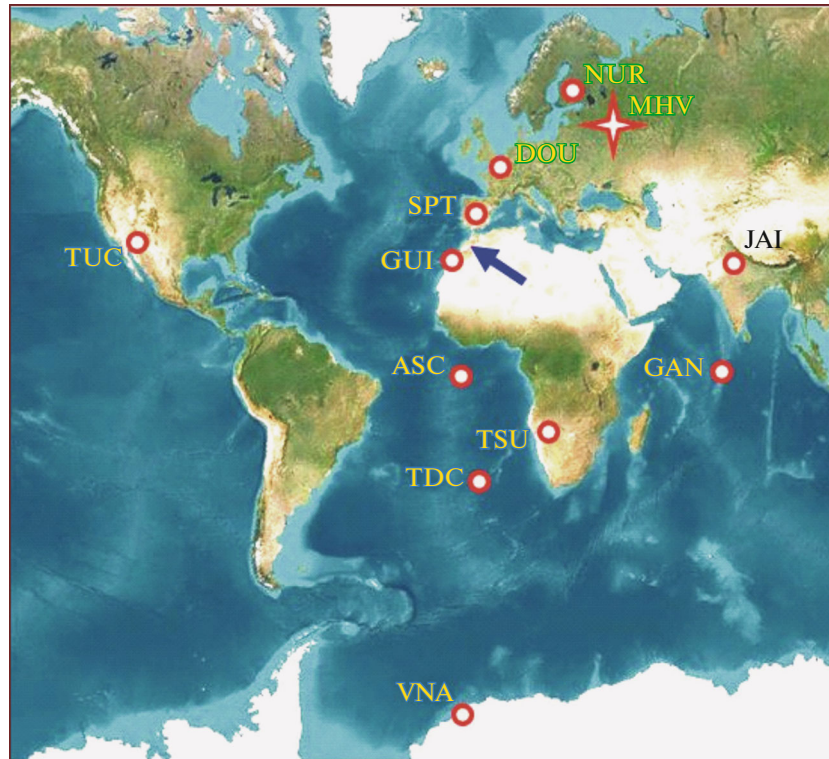 NUR
MHV
DOU
SPT
TUC
GUI
JAI
ASC
GAN
TSU
TDC
VNA